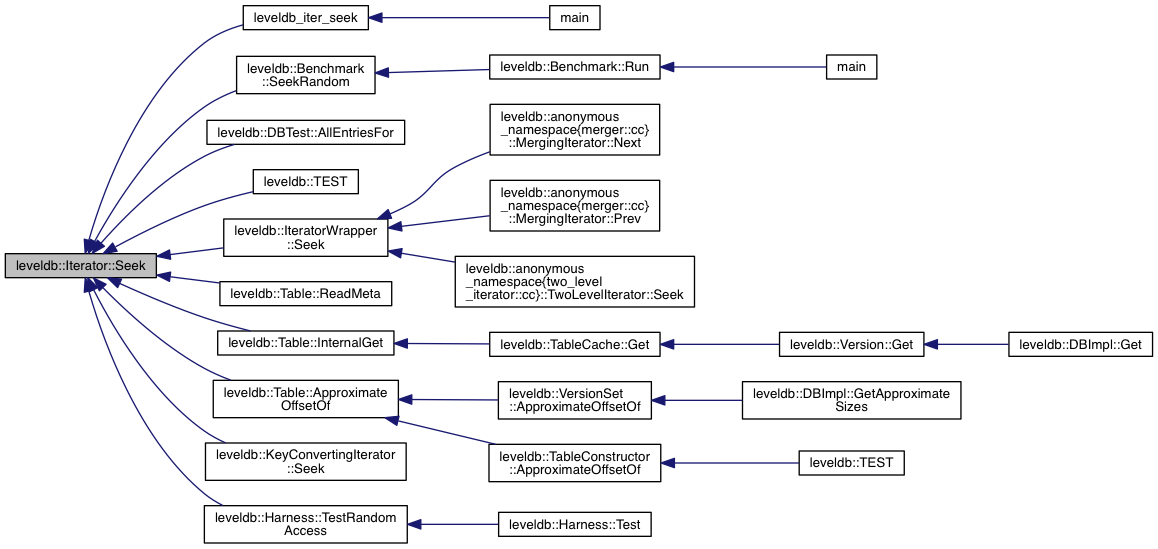 leveldb_iter_seek
main
leveldb::Benchmark
::SeekRandom
leveldb::Benchmark::Run
main
leveldb::DBTest::AllEntriesFor
leveldb::anonymous
_namespace{merger::cc}
::MergingIterator::Next
leveldb::TEST
leveldb::anonymous
_namespace{merger::cc}
::MergingIterator::Prev
leveldb::IteratorWrapper
::Seek
leveldb::Iterator::Seek
leveldb::anonymous
_namespace{two_level
_iterator::cc}::TwoLevelIterator::Seek
leveldb::Table::ReadMeta
leveldb::Table::InternalGet
leveldb::TableCache::Get
leveldb::Version::Get
leveldb::DBImpl::Get
leveldb::Table::Approximate
OffsetOf
leveldb::VersionSet
::ApproximateOffsetOf
leveldb::DBImpl::GetApproximate
Sizes
leveldb::KeyConvertingIterator
::Seek
leveldb::TableConstructor
::ApproximateOffsetOf
leveldb::TEST
leveldb::Harness::TestRandom
Access
leveldb::Harness::Test